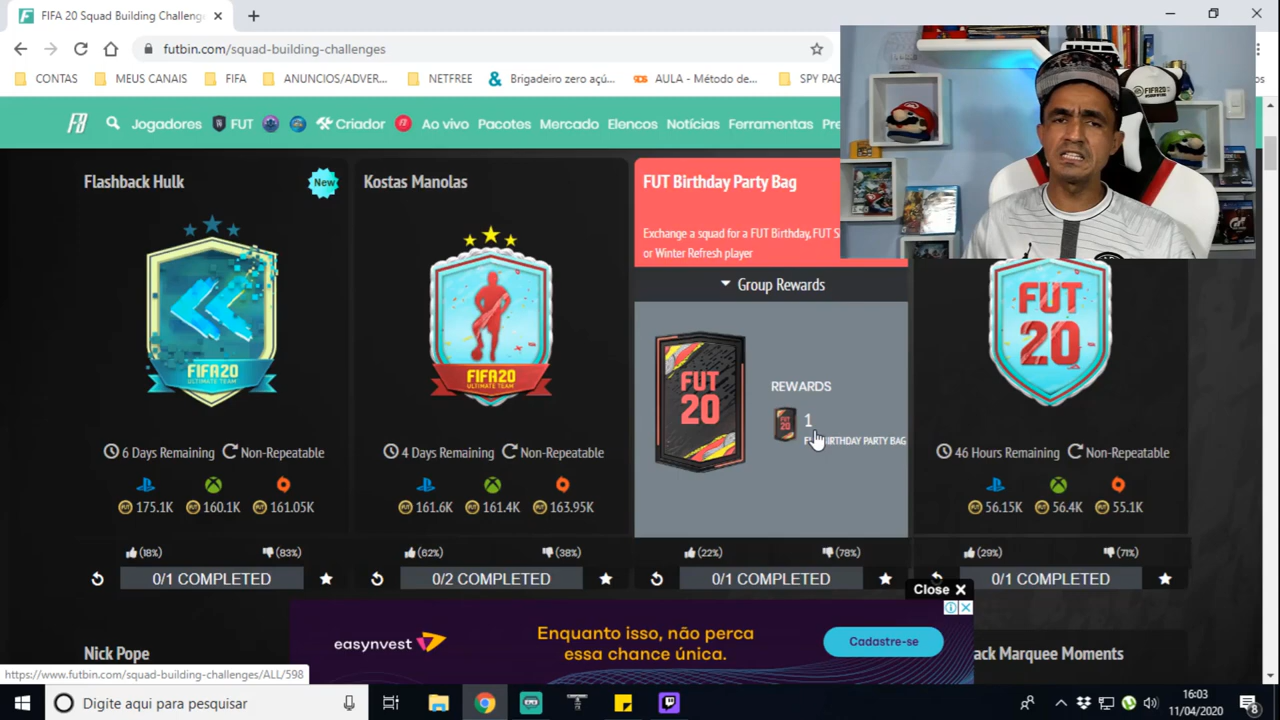 FIFA 20 Squad Building Challeng
futbin.com/squad-building-challenges
CONTAS
MEUS CANAIS
FIFA
ANUNCIOS/ADVER...
NETFREE
Brigadeiro zero açú...
AULA - Método de...
SPY PAG
Jogadores
FUT
Criador
Ao vivo
Pacotes
Mercado
Elencos
Notícias
Ferramentas
Pre
Flashback Hulk
New
FIFA20
ULTIMATE TEAM
6 Days Remaining
Non-Repeatable
175.1K
160.1K
161.05K
(18%)
(83%)
0/1 COMPLETED
Kostas Manolas
FIFA20
ULTIMATE TEAM
4 Days Remaining
Non-Repeatable
161.6K
161.4K
163.95K
(62%)
(38%)
0/2 COMPLETED
FUT Birthday Party Bag
Exchange a squad for a FUT Birthday, FUT S
or Winter Refresh player
Group Rewards
FUT
20
REWARDS
1
BIRTHDAY PARTY BAG
(22%)
(78%)
0/1 COMPLETED
FUT
20
46 Hours Remaining
Non-Repeatable
56.15K
56.4K
55.1K
(29%)
(71%)
0/1 COMPLETED
Close X
easynvest
Enquanto isso, não perca
essa chance única.
Cadastre-se
Nick Pope
ack Marquee Moments
https://www.futbin.com/squad-building-challenges/ALL/598
Digite aqui para pesquisar
16:03
11/04/2020
8